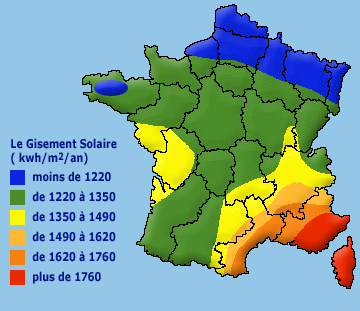 Le Gisement Solaire
( kwh/m2/an)
moins de 1220
de 1220 à 1350
de 1350 à 1490
de 1490 à 1620
de 1620 à 1760
plus de 1760